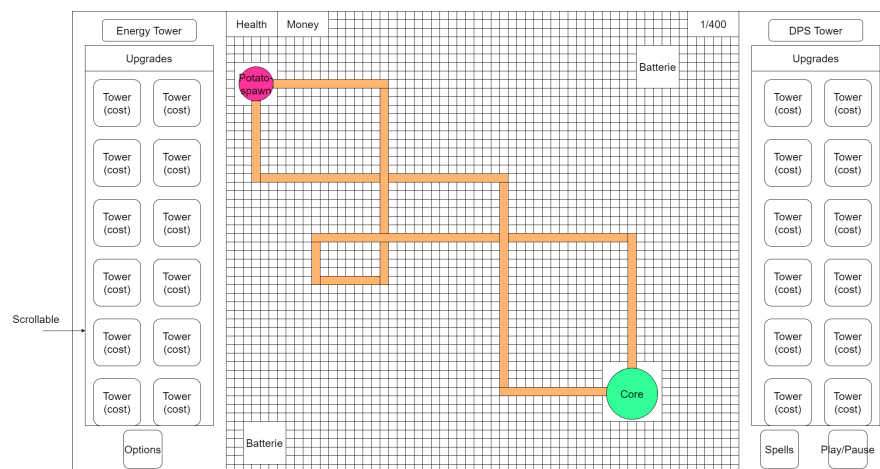 Energy Tower
Health
Money
1/400
DPS Tower
Upgrades
Upgrades
Batterie
Potato-
spawn
Tower
(cost)
Tower
(cost)
Tower
(cost)
Tower
(cost)
Tower
(cost)
Tower
(cost)
Tower
(cost)
Tower
(cost)
Tower
(cost)
Tower
(cost)
Tower
(cost)
Tower
(cost)
Tower
(cost)
Tower
(cost)
Tower
(cost)
Tower
(cost)
Scrollable
Tower
(cost)
Tower
(cost)
Tower
(cost)
Tower
(cost)
Tower
(cost)
Tower
(cost)
Core
Tower
(cost)
Tower
(cost)
Options
Batterie
Spells
Play/Pause